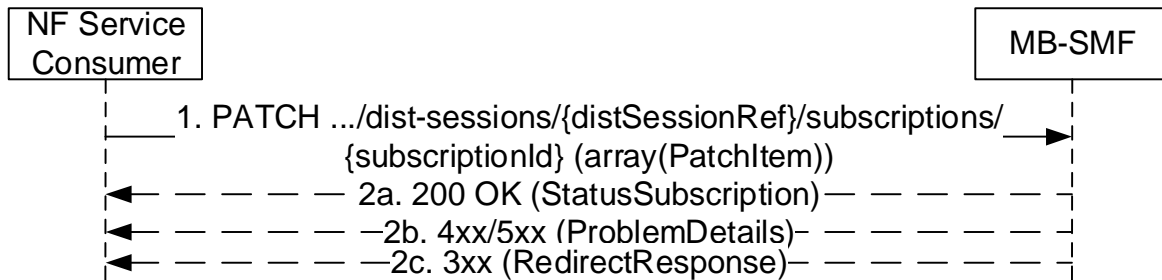 NF Service
Consumer
MB-SMF
1. PATCH .../dist-sessions/{distSessionRef}/subscriptions/
{subscriptionId} (array(PatchItem))
2a. 200 OK (StatusSubscription)
2b. 4xx/5xx (ProblemDetails)
2c. 3xx (RedirectResponse)